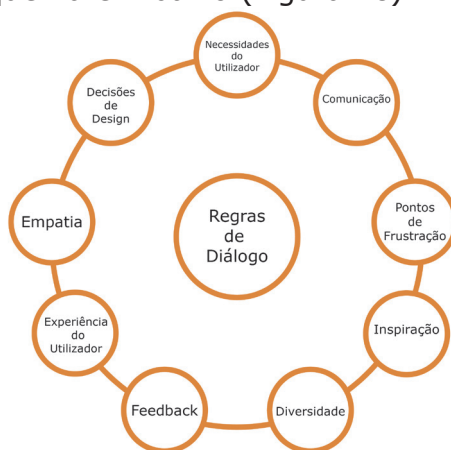 Necessidades
do
Utilizador
Comunicação
Pontos
de
Frustração
Inspiração
Diversidade
Feedback
Experiência
do
Utilizador
Empatia
Decisões
de
Design
Regras
de
Diálogo